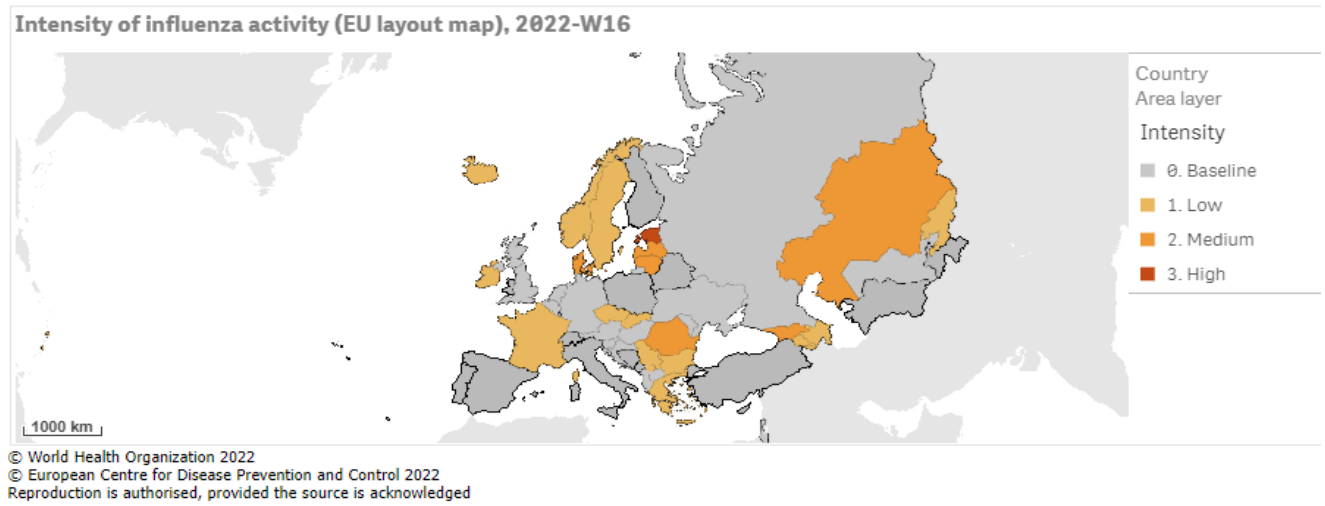 Intensity of influenza activity (EU layout map), 2022-W16
Country
Area layer
Intensity
0. Baseline
1. Low
2. Medium
3. High
1000 km
© World Health Organization 2022
© European Centre for Disease Prevention and Control 2022
Reproduction is authorised, provided the source is acknowledged